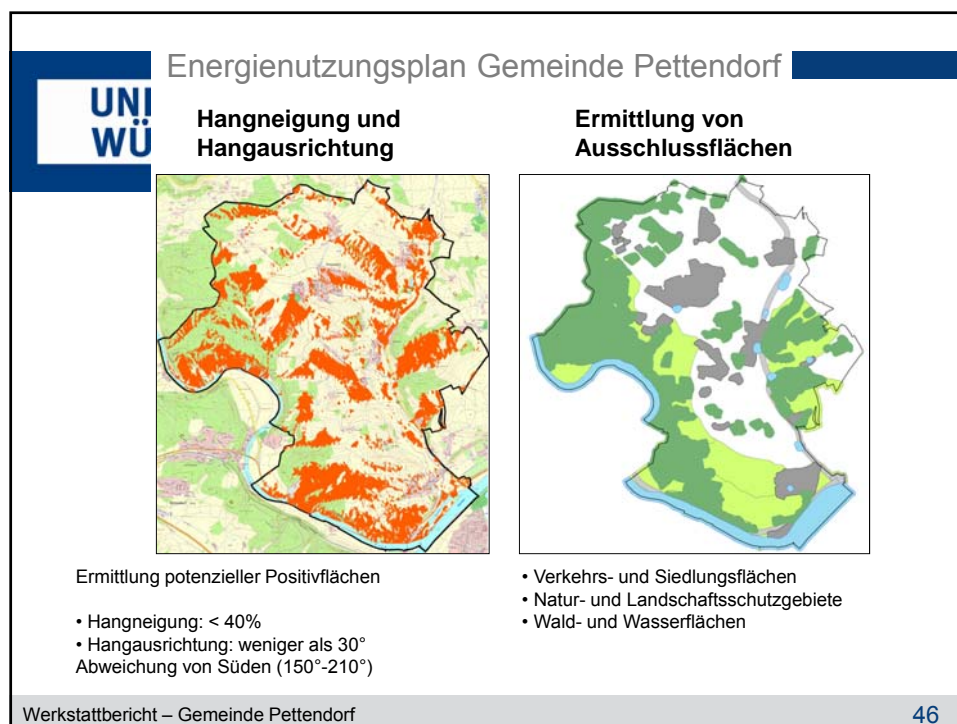 Energienutzungsplan Gemeinde Pettendorf
UNI
WÜ
Hangneigung und
Hangausrichtung
Ermittlung von
Ausschlussflächen
Ermittlung potenzieller Positivflächen
• Hangneigung: < 40%
• Hangausrichtung: weniger als 30°
Abweichung von Süden (150°-210°)
• Verkehrs- und Siedlungsflächen
• Natur- und Landschaftsschutzgebiete
• Wald- und Wasserflächen
Werkstattbericht – Gemeinde Pettendorf
46